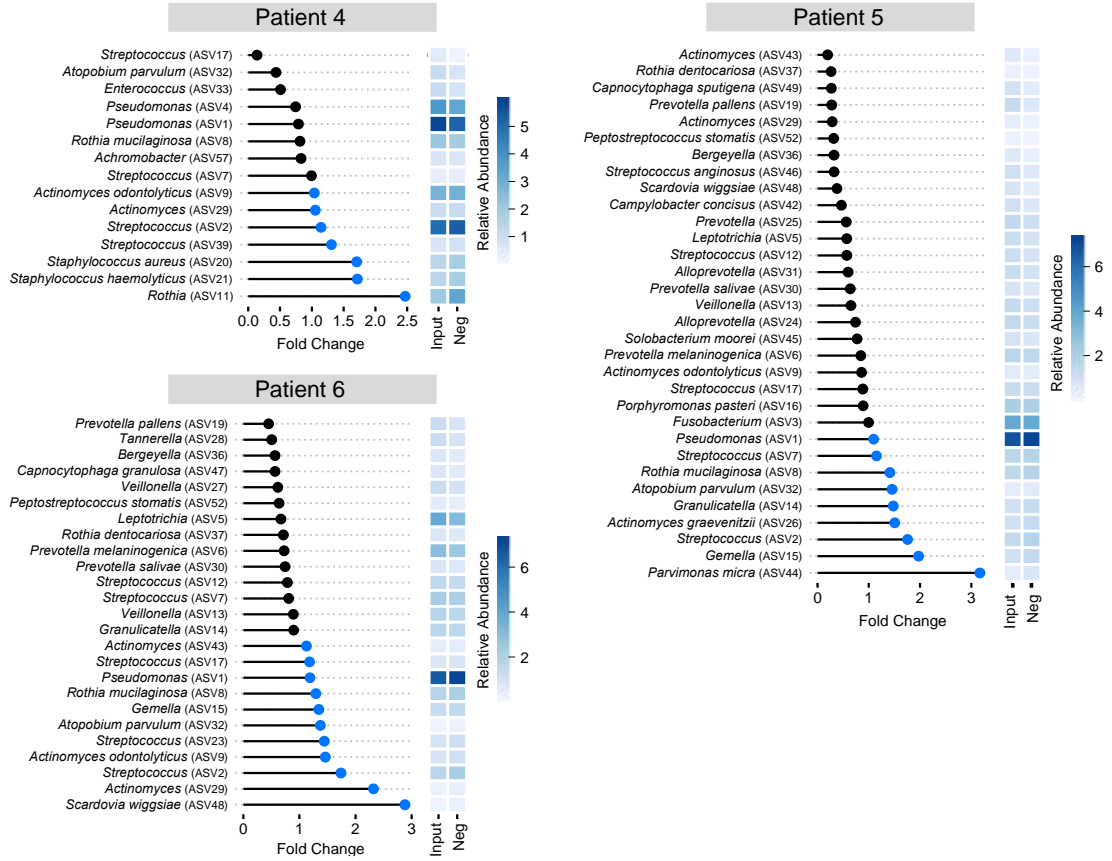 Patient 4
Streptococcus (ASV17)
Atopobium parvulum (ASV32)
Enterococcus (ASV33)
Pseudomonas (ASV4)
Pseudomonas (ASV1)
Rothia mucilaginosa (ASV8)
Achromobacter (ASV57)
Streptococcus (ASV7)
Actinomyces odontolyticus (ASV9)
Actinomyces (ASV29)
Streptococcus (ASV2)
Streptococcus (ASV39)
Staphylococcus aureus (ASV20)
Staphylococcus haemolyticus (ASV21)
Rothia (ASV11)
0.0 0.5 1.0 1.5 2.0 2.5
Fold Change
Input
Neg
Relative Abundance
5
4
3
2
1
Patient 5
Actinomyces (ASV43)
Rothia dentocariosa (ASV37)
Capnocytophaga sputigena (ASV49)
Prevotella pallens (ASV19)
Actinomyces (ASV29)
Peptostreptococcus stomatis (ASV52)
Bergeyella (ASV36)
Streptococcus anginosus (ASV46)
Scardovia wiggsiae (ASV48)
Campylobacter concisus (ASV42)
Prevotella (ASV25)
Leptotrichia (ASV5)
Streptococcus (ASV12)
Alloprevotella (ASV31)
Prevotella salivae (ASV30)
Veillonella (ASV13)
Alloprevotella (ASV24)
Solobacterium moorei (ASV45)
Prevotella melaninogenica (ASV6)
Actinomyces odontolyticus (ASV9)
Streptococcus (ASV17)
Porphyromonas pasteri (ASV16)
Fusobacterium (ASV3)
Pseudomonas (ASV1)
Streptococcus (ASV7)
Rothia mucilaginosa (ASV8)
Atopobium parvulum (ASV32)
Granulicatella (ASV14)
Actinomyces graevenitzii (ASV26)
Streptococcus (ASV2)
Gemella (ASV15)
Parvimonas micra (ASV44)
0 1 2 3
Fold Change
Input
Neg
Relative Abundance
6
4
2
Patient 6
Prevotella pallens (ASV19)
Tannerella (ASV28)
Bergeyella (ASV36)
Capnocytophaga granulosa (ASV47)
Veillonella (ASV27)
Peptostreptococcus stomatis (ASV52)
Leptotrichia (ASV5)
Rothia dentocariosa (ASV37)
Prevotella melaninogenica (ASV6)
Prevotella salivae (ASV30)
Streptococcus (ASV12)
Streptococcus (ASV7)
Veillonella (ASV13)
Granulicatella (ASV14)
Actinomyces (ASV43)
Streptococcus (ASV17)
Pseudomonas (ASV1)
Rothia mucilaginosa (ASV8)
Gemella (ASV15)
Atopobium parvulum (ASV32)
Streptococcus (ASV23)
Actinomyces odontolyticus (ASV9)
Streptococcus (ASV2)
Actinomyces (ASV29)
Scardovia wiggsiae (ASV48)
0 1 2 3
Fold Change
Input
Neg
Relative Abundance
6
4
2